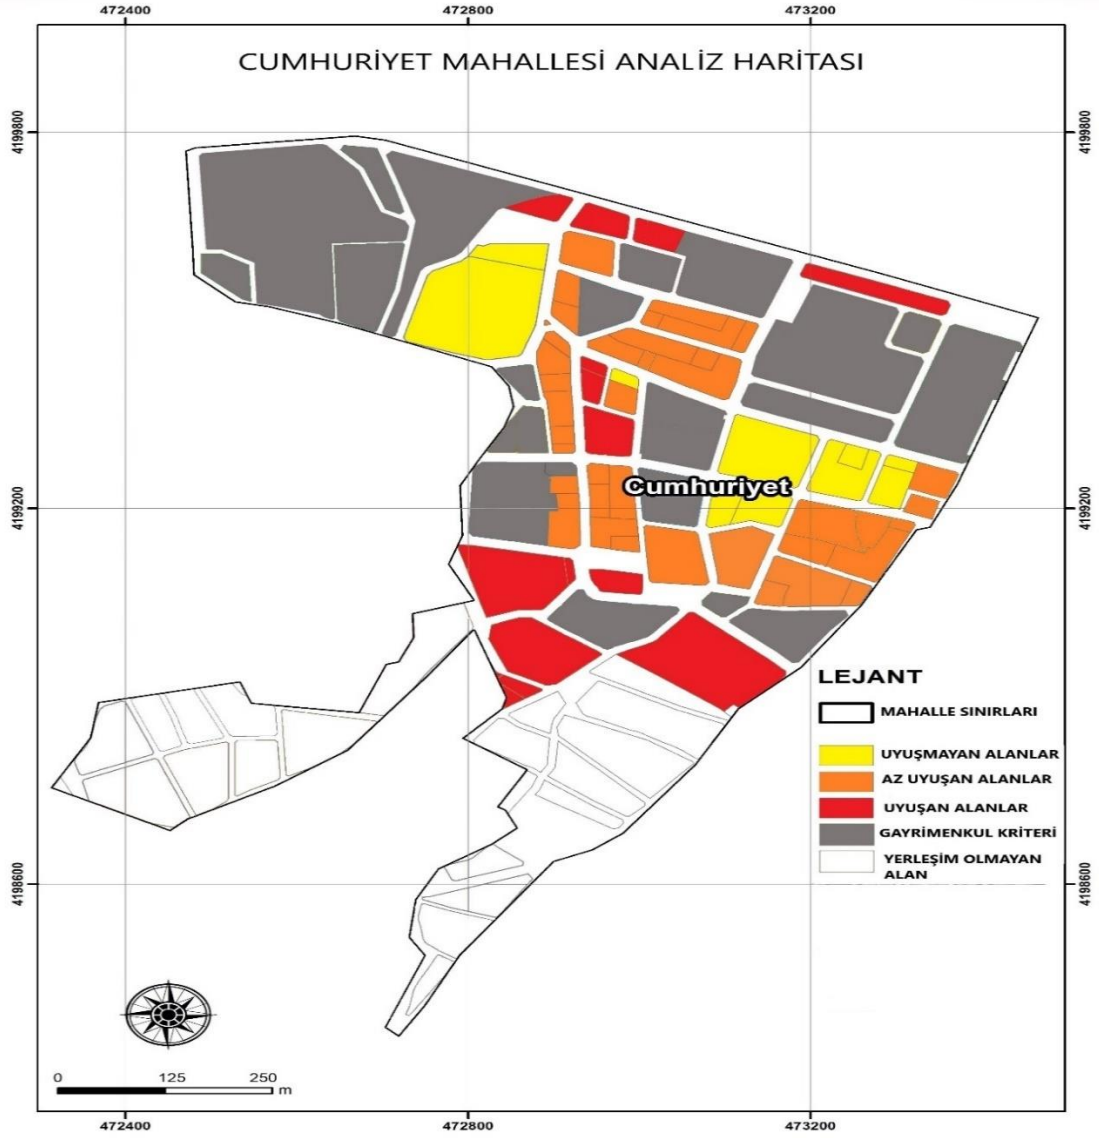 472400 472800 473200
CUMHURİYET MAHALLESİ ANALİZ HARİTASI
4199800 4199800
Cumhuriyet
4199200 4199200
LEJANT
MAHALLE SINIRLARI
UYUŞMAYAN ALANLAR
AZ UYUŞAN ALANLAR
UYUŞAN ALANLAR
GAYRİMENKUL KRİTERİ
YERLEŞİM OLMAYAN
ALAN
4198600 4198600
0 125 250
m
472400 472800 473200